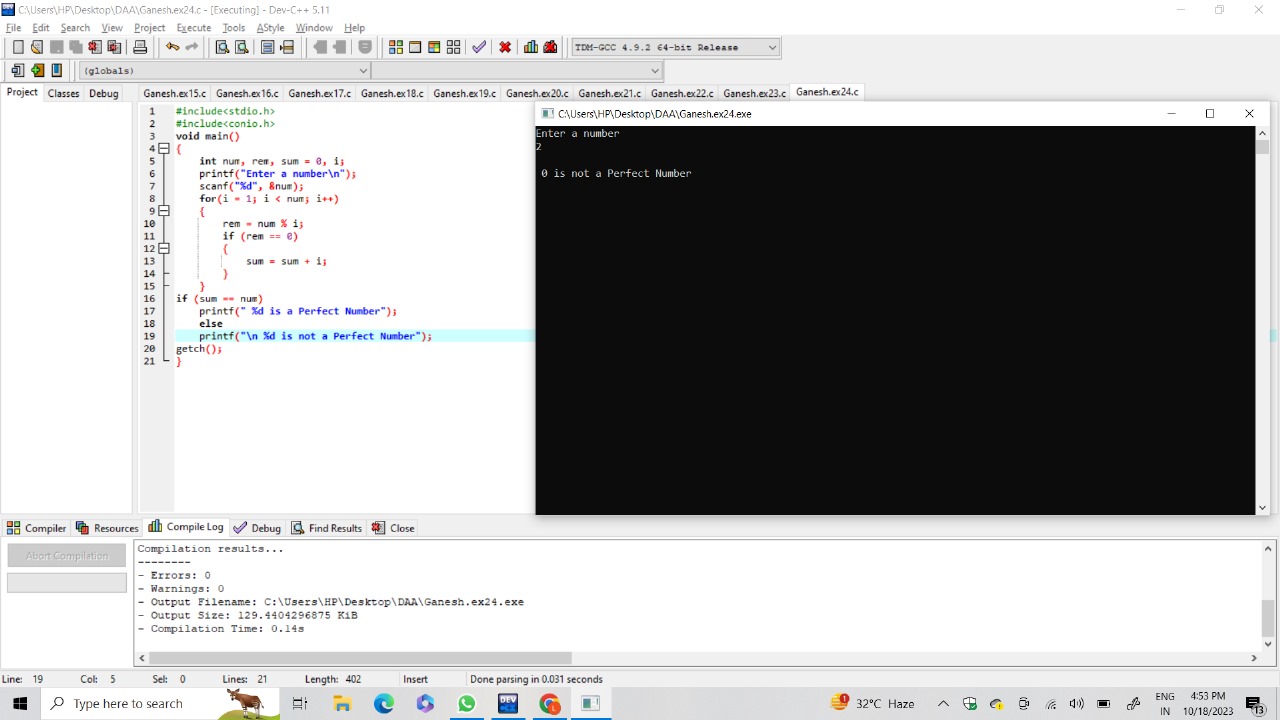 C:\Users\HP\Desktop\DAA\Ganesh.ex24.c - [Executing] - Dev-C++ 5.11
File Edit Search View Project Execute Tools AStyle Window Help
TDM-GCC 4.9.2 64-bit Release
(globals)
Project Classes Debug
Ganesh.ex15.c Ganesh.ex16.c Ganesh.ex17.c Ganesh.ex18.c Ganesh.ex19.c Ganesh.ex20.c Ganesh.ex21.c Ganesh.ex22.c Ganesh.ex23.c Ganesh.ex24.c
1 #include<stdio.h>
2 #include<conio.h>
3 void main()
4 {
5 int num, rem, sum = 0, i;
6 printf("Enter a number\n");
7 scanf("%d", &num);
8 for(i = 1; i < num; i++)
9 {
10 rem = num % i;
11 if (rem == 0)
12 {
13 sum = sum + i;
14 }
15 }
16 if (sum == num)
17 printf(" %d is a Perfect Number");
18 else
19 printf("\n %d is not a Perfect Number");
20 getch();
21 }
C:\Users\HP\Desktop\DAA\Ganesh.ex24.exe
Enter a number
2
0 is not a Perfect Number
Compiler Resources Compile Log Debug Find Results Close
Abort Compilation
Compilation results...
--------
- Errors: 0
- Warnings: 0
- Output Filename: C:\Users\HP\Desktop\DAA\Ganesh.ex24.exe
- Output Size: 129.4404296875 KiB
- Compilation Time: 0.14s
Line: 19 Col: 5 Sel: 0 Lines: 21 Length: 402 Insert Done parsing in 0.031 seconds
Type here to search
DEV
L
1
32°C Haze
ENG
IN
4:53 PM
10/18/2023
13